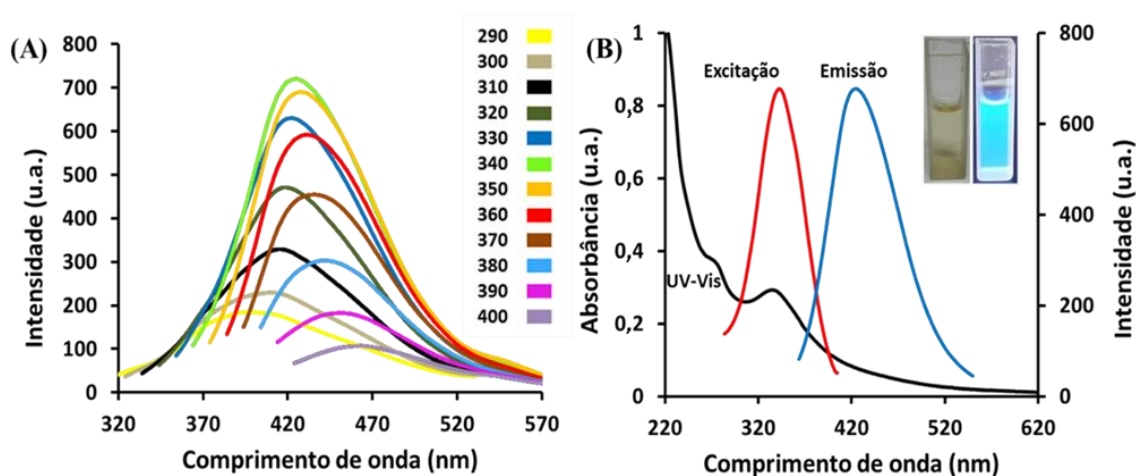 (A)
Intensidade (u.a.)
800
700
600
500
400
300
200
100
0
320 370 420 470 520 570
Comprimento de onda (nm)
290
300
310
320
330
340
350
360
370
380
390
400
(B)
Absorbância (u.a.)
1
0,8
0,6
0,4
0,2
0
Excitação Emissão
UV-Vis
800
600
400
200
0
Intensidade (u.a.)
220 320 420 520 620
Comprimento de onda (nm)